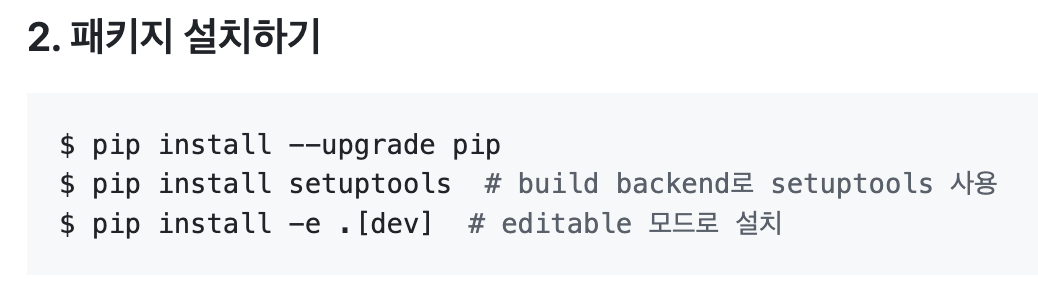 2. 패키지 설치하기
$ pip install --upgrade pip
$ pip install setuptools  # build backend로 setuptools 사용
$ pip install -e .[dev]  # editable 모드로 설치